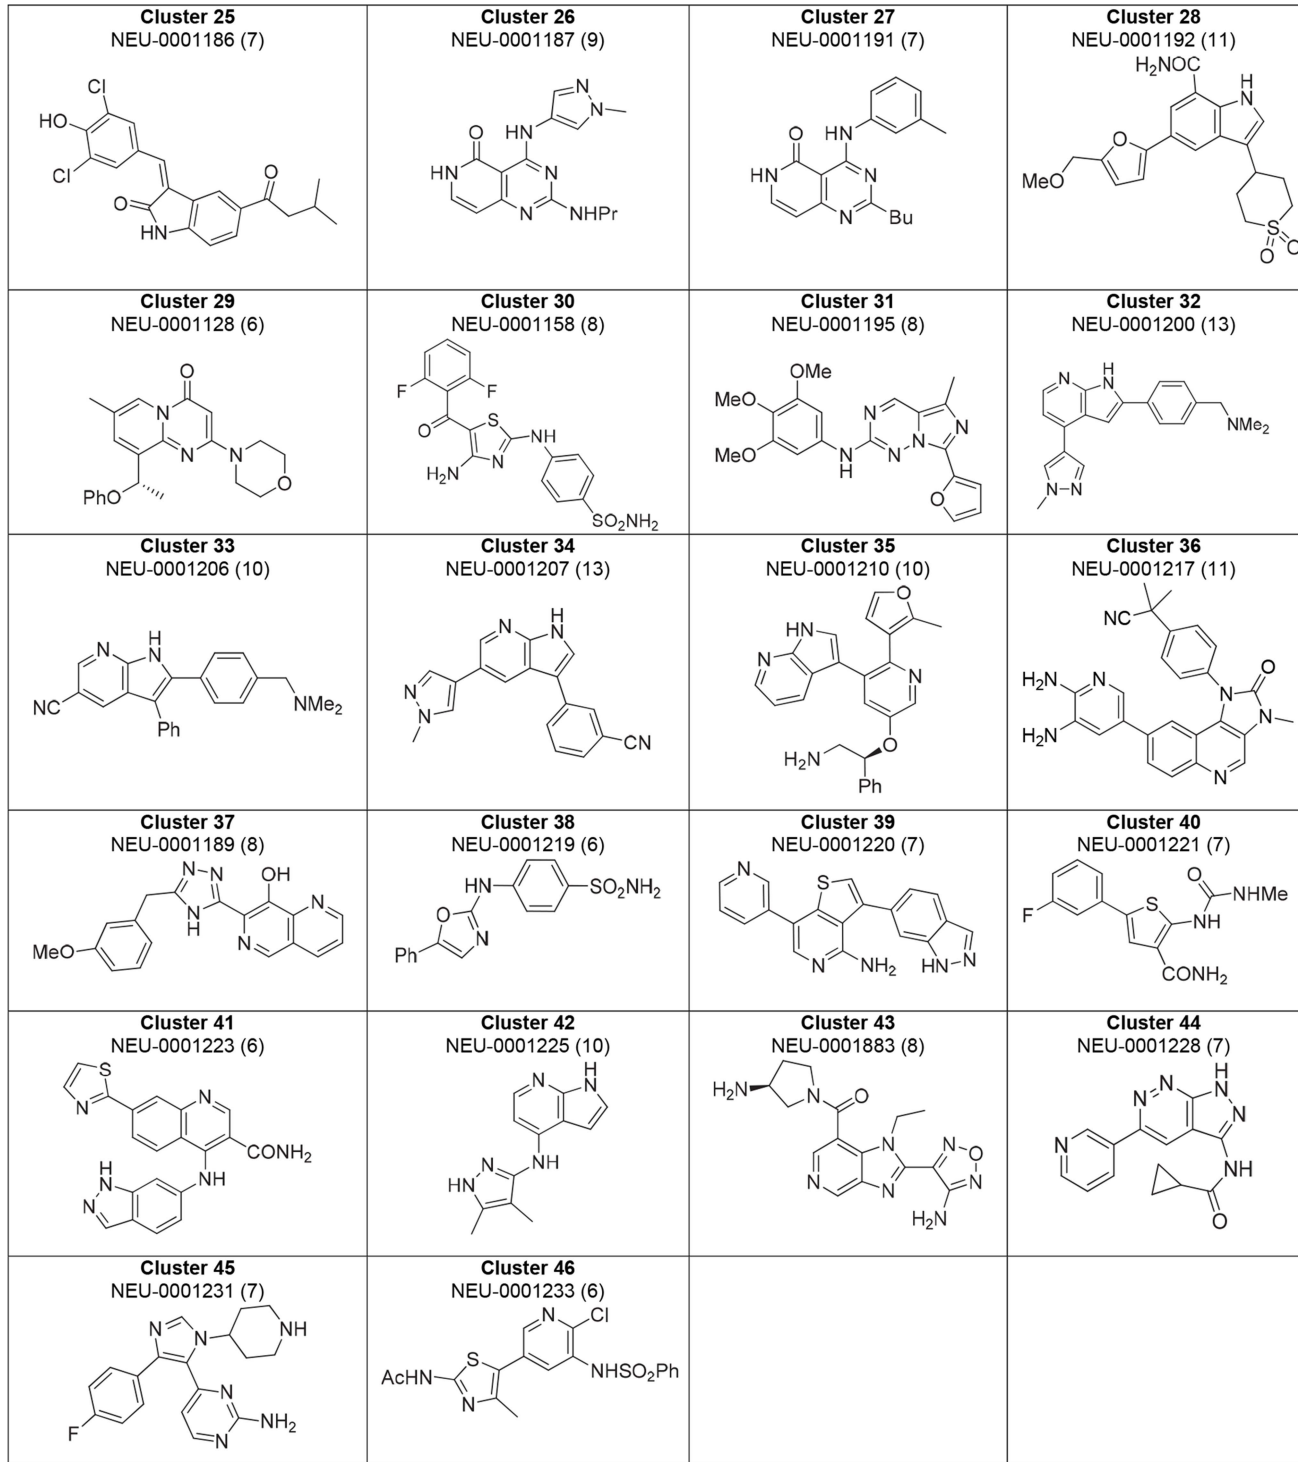 Cluster 25
NEU-0001186 (7)
Cl
HO
Cl
O
O
HN
Cluster 26
NEU-0001187 (9)
N
N
HN
O
HN
N
N
NHPr
Cluster 27
NEU-0001191 (7)
HN
O
HN
N
N
Bu
Cluster 28
NEU-0001192 (11)
H2NOC
H
N
O
MeO
S
O
O
Cluster 29
NEU-0001128 (6)
O
N
N
N
O
PhO
Cluster 30
NEU-0001158 (8)
F
F
O
S
NH
N
H2N
SO2NH2
Cluster 31
NEU-0001195 (8)
OMe
MeO
MeO
N
H
N
N
N
N
O
Cluster 32
NEU-0001200 (13)
N
H
N
NMe2
N
N
Cluster 33
NEU-0001206 (10)
N
H
N
NC
Ph
NMe2
Cluster 34
NEU-0001207 (13)
N
H
N
N
N
CN
Cluster 35
NEU-0001210 (10)
O
HN
N
N
O
H2N
Ph
Cluster 36
NEU-0001217 (11)
NC
H2N
N
H2N
N
O
N
N
Cluster 37
NEU-0001189 (8)
N
N
OH
N
N
H
N
MeO
Cluster 38
NEU-0001219 (6)
HN
SO2NH2
O
N
Ph
Cluster 39
NEU-0001220 (7)
N
S
N
NH2
HN
N
Cluster 40
NEU-0001221 (7)
F
S
O
NHMe
NH
CONH2
Cluster 41
NEU-0001223 (6)
S
N
N
CONH2
NH
H
N
N
Cluster 42
NEU-0001225 (10)
N
H
N
NH
N
HN
Cluster 43
NEU-0001883 (8)
H2N
N
O
N
N
N
N
O
N
H2N
Cluster 44
NEU-0001228 (7)
N
N
H
N
N
N
NH
O
Cluster 45
NEU-0001231 (7)
N
N
NH
N
N
NH2
F
Cluster 46
NEU-0001233 (6)
N
Cl
S
NHSO2Ph
AcHN
N